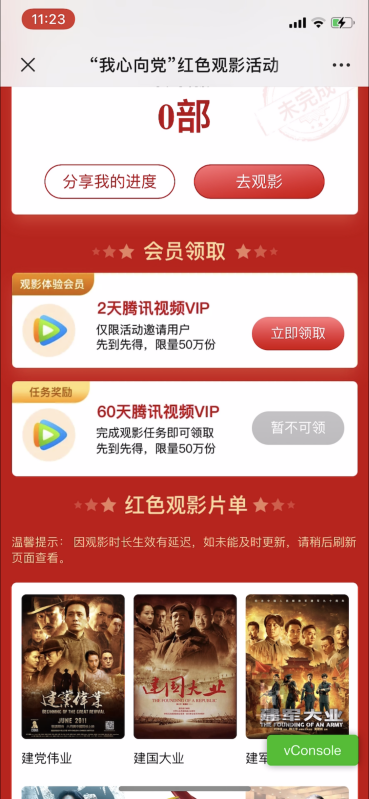 11:23
“我心向党”红色观影活动
0部
未完成
分享我的进度
去观影
会员领取
观影体验会员
2天腾讯视频VIP
仅限活动邀请用户
先到先得，限量50万份
立即领取
任务奖励
60天腾讯视频VIP
完成观影任务即可领取
先到先得，限量50万份
暂不可领
红色观影片单
温馨提示： 因观影时长生效有延迟，如未能及时更新，请稍后刷新
页面查看。
建党伟业
BEGINNING OF THE GREAT REVIVAL
JUNE 2011
建国大业
THE FOUNDING OF A REPUBLIC
建军大业
THE FOUNDING OF AN ARMY
vConsole
建党伟业
建国大业
建军